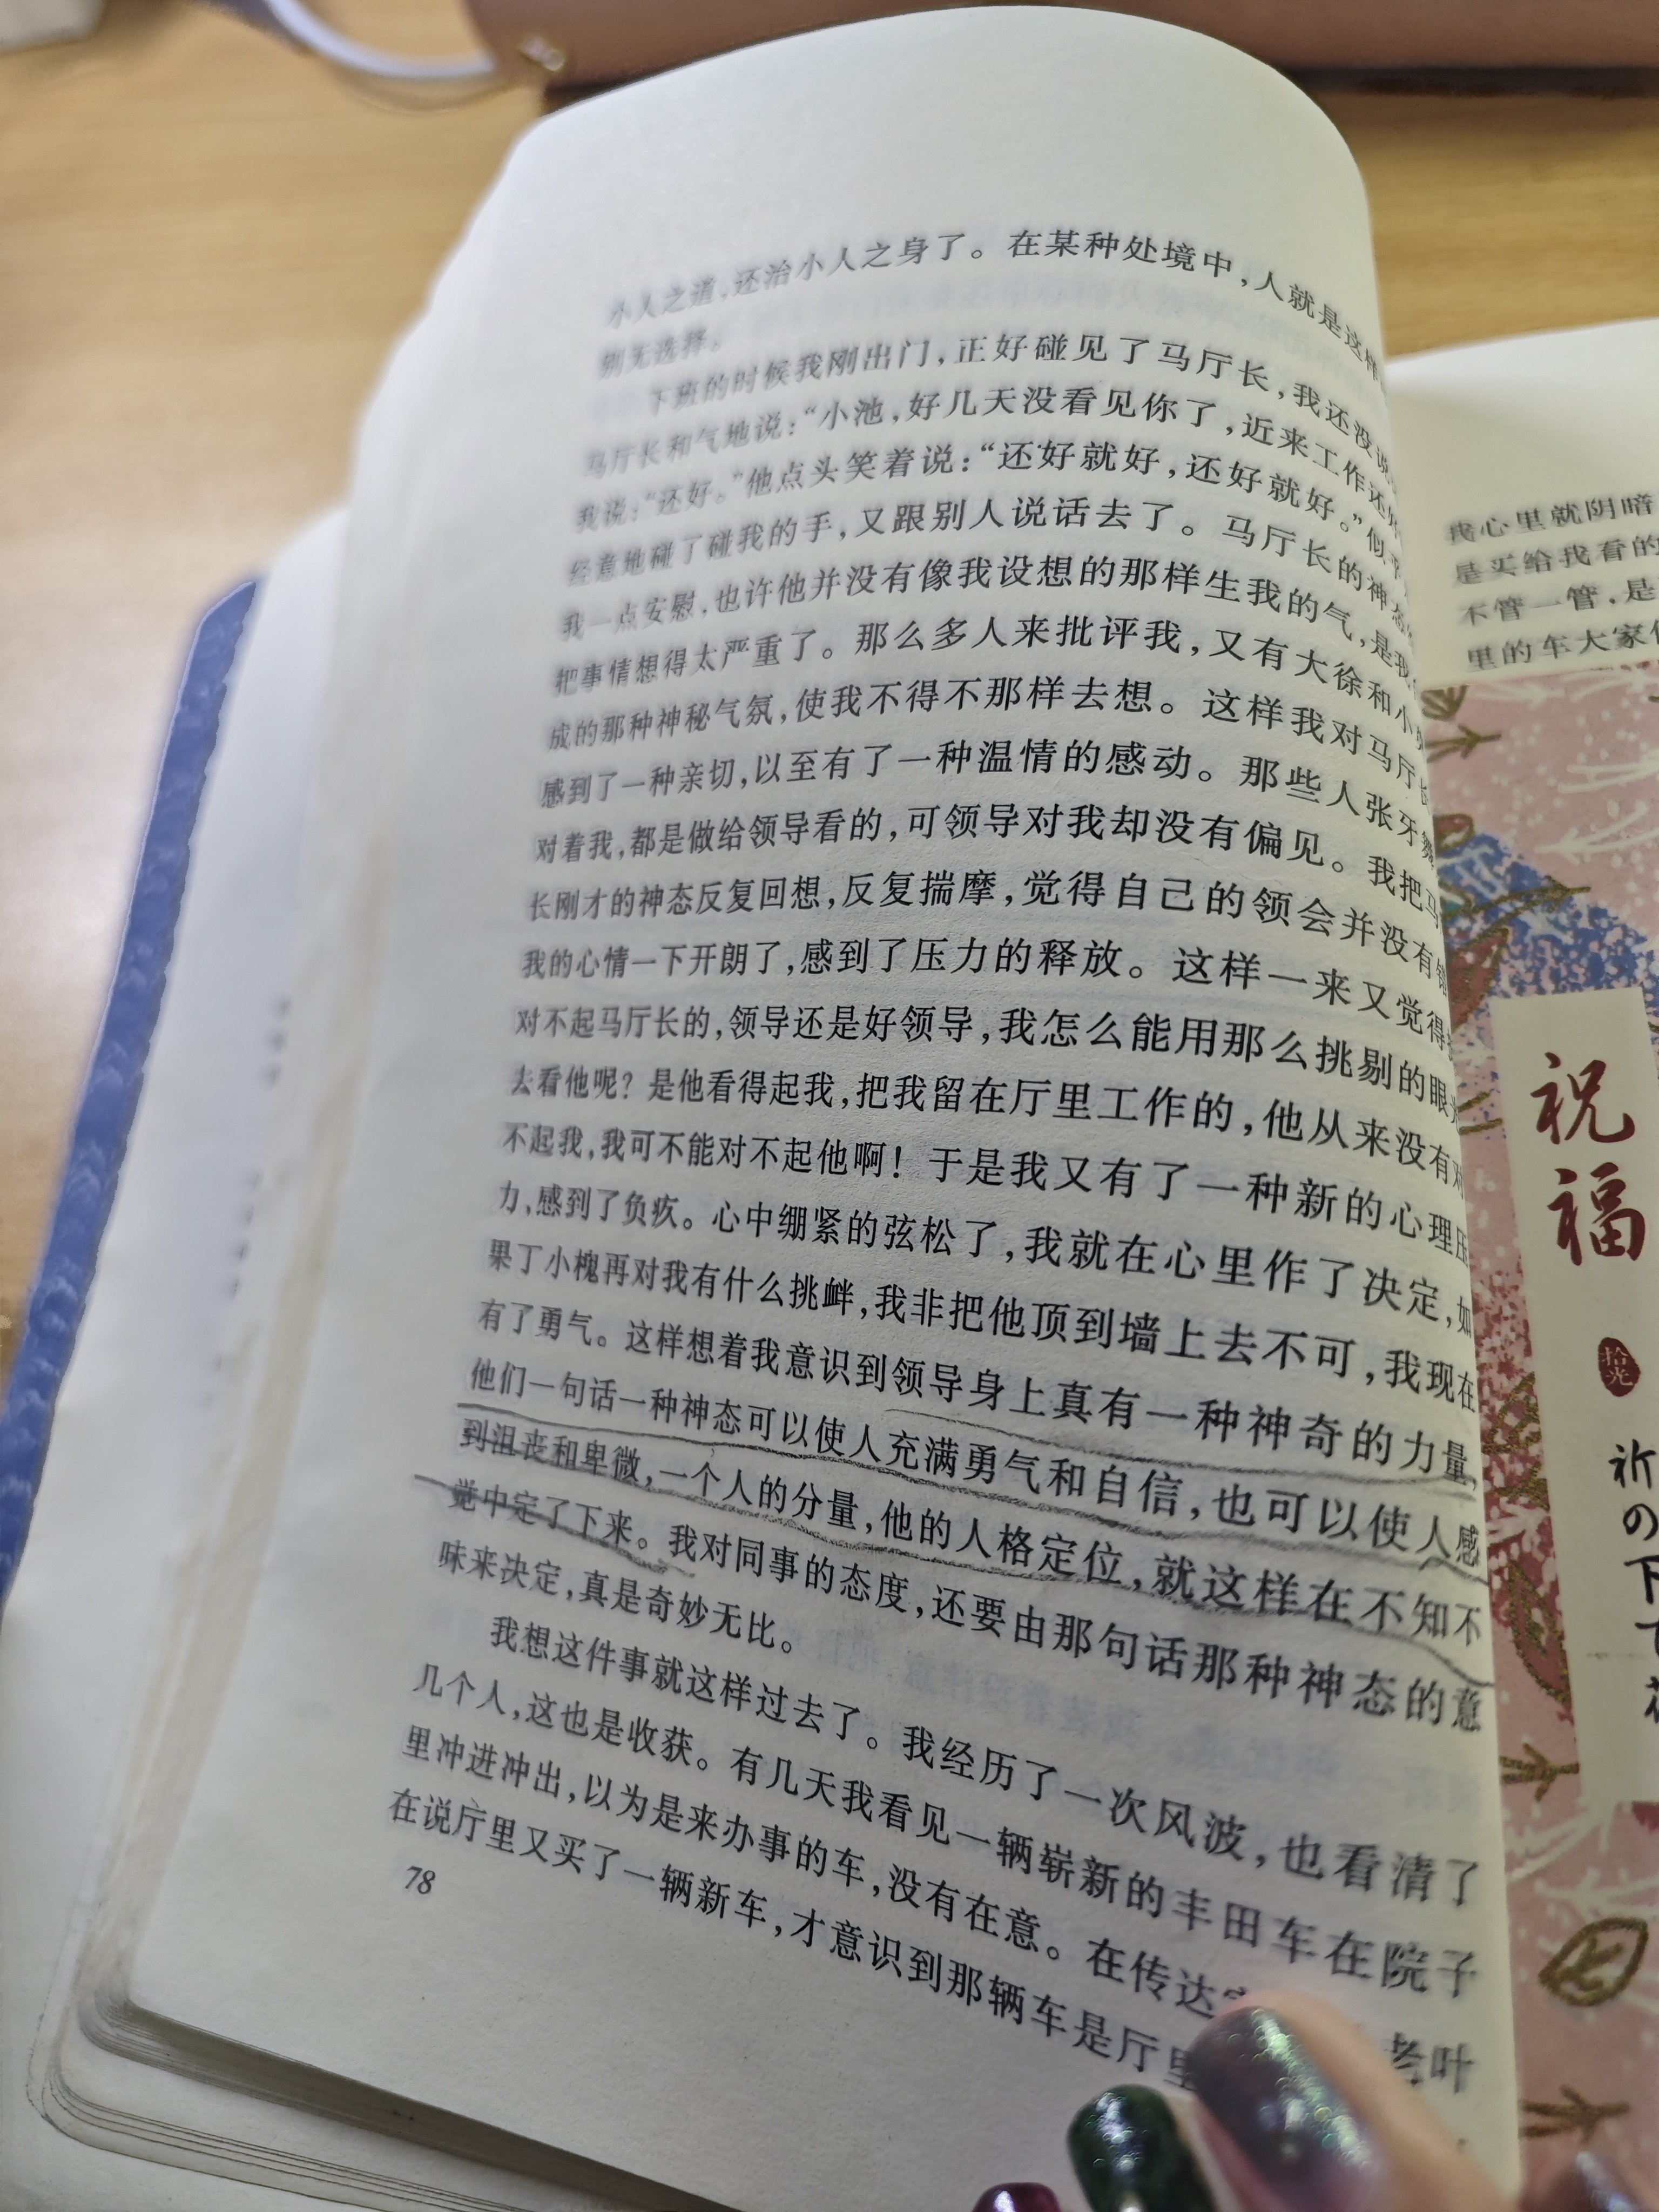 小人之道,还治小人之身了。在某种处境中,人就是这样
别无选择。
下班的时候我刚出门,正好碰见了马厅长,我还没说
马厅长和气地说:“小池,好几天没看见你了,近来工作还好
我说:“还好。”他点头笑着说:“还好就好,还好就好。”似乎
经意地碰了碰我的手,又跟别人说话去了。马厅长的神态
我一点安慰,也许他并没有像我设想的那样生我的气,是我
把事情想得太严重了。那么多人来批评我,又有大徐和小
成的那种神秘气氛,使我不得不那样去想。这样我对马厅长
感到了一种亲切,以至有了一种温情的感动。那些人张牙舞
对着我,都是做给领导看的,可领导对我却没有偏见。我把马
长刚才的神态反复回想,反复揣摩,觉得自己的领会并没有错
我的心情一下开朗了,感到了压力的释放。这样一来又觉得
对不起马厅长的,领导还是好领导,我怎么能用那么挑剔的眼光
去看他呢?是他看得起我,把我留在厅里工作的,他从来没有对
不起我,我可不能对不起他啊!于是我又有了一种新的心理压
力,感到了负疚。心中绷紧的弦松了,我就在心里作了决定,如
果丁小槐再对我有什么挑衅,我非把他顶到墙上去不可,我现在
有了勇气。这样想着我意识到领导身上真有一种神奇的力量,
他们一句话一种神态可以使人充满勇气和自信,也可以使人感
到沮丧和卑微,一个人的分量,他的人格定位,就这样在不知不
觉中定了下来。我对同事的态度,还要由那句话那种神态的意
味来决定,真是奇妙无比。
我想这件事就这样过去了。我经历了一次风波,也看清了
几个人,这也是收获。有几天我看见一辆崭新的丰田车在院子
里冲进冲出,以为是来办事的车,没有在意。在传达 老叶
在说厅里又买了一辆新车,才意识到那辆车是厅里
78
我心里就阴暗
是买给我看的
不管一管,是
里的车大家
祝福
拾光
祈の下